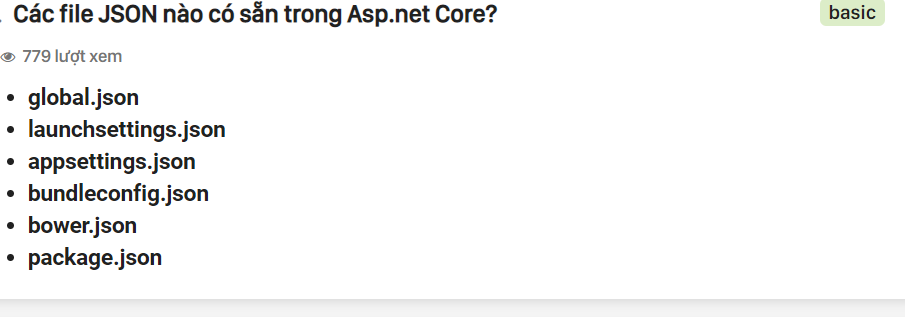 . Các file JSON nào có sẵn trong Asp.net Core?
basic
779 lượt xem
• global.json
• launchsettings.json
• appsettings.json
• bundleconfig.json
• bower.json
• package.json